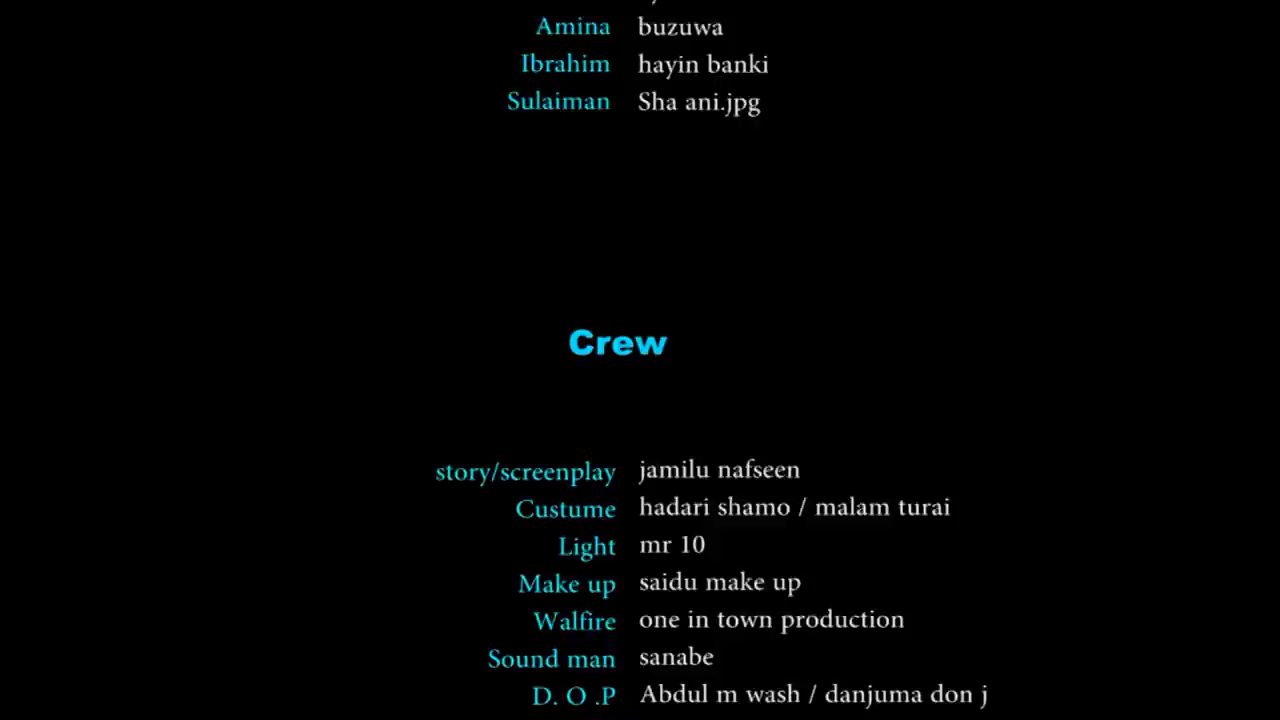 Amina buzuwa
Ibrahim hayin banki
Sulaiman Sha ani.jpg
Crew
story/screenplay jamilu nafseen
Custume hadari shamo / malam turai
Light mr 10
Make up saidu make up
Walfire one in town production
Sound man sanabe
D. O .P Abdul m wash / danjuma don j